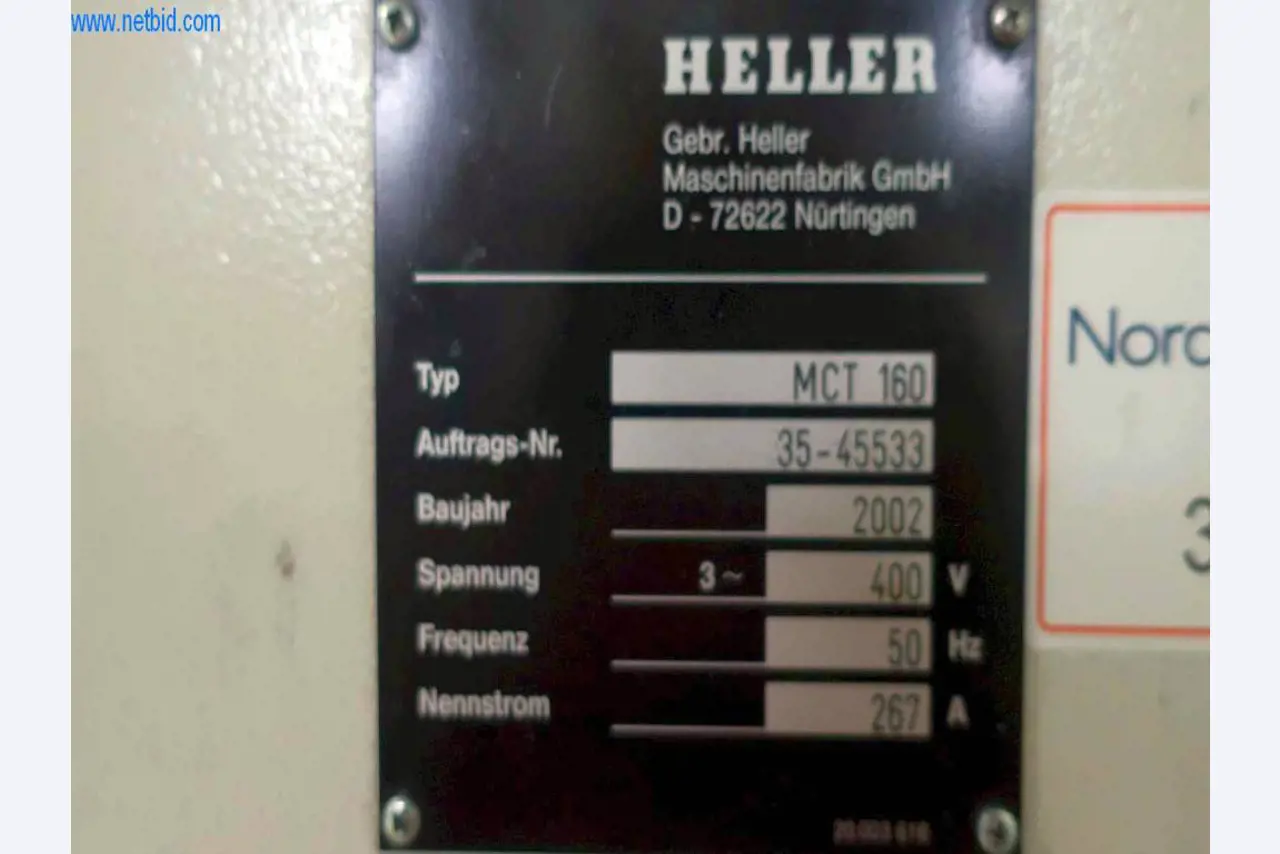 www.netbid.com
HELLER
Gebr. Heller
Maschinenfabrik GmbH
D - 72622 Nürtingen
Typ MCT 160
Auftrags-Nr. 35-45533
Baujahr 2002
Spannung 3~ 400 V
Frequenz 50 Hz
Nennstrom 267 A
Nord
3